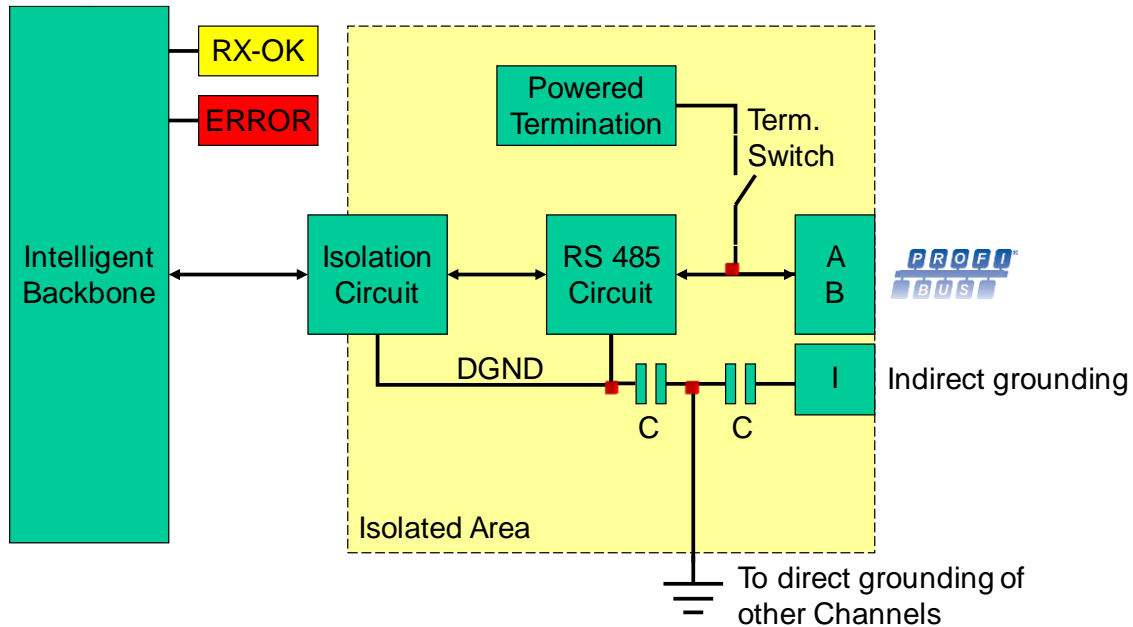 RX-OK
ERROR
Powered
Termination
Term.
Switch
Intelligent
Backbone
Isolation
Circuit
RS 485
Circuit
A
B
PROFI®
BUS
DGND
C
C
I
Indirect grounding
Isolated Area
To direct grounding of
other Channels